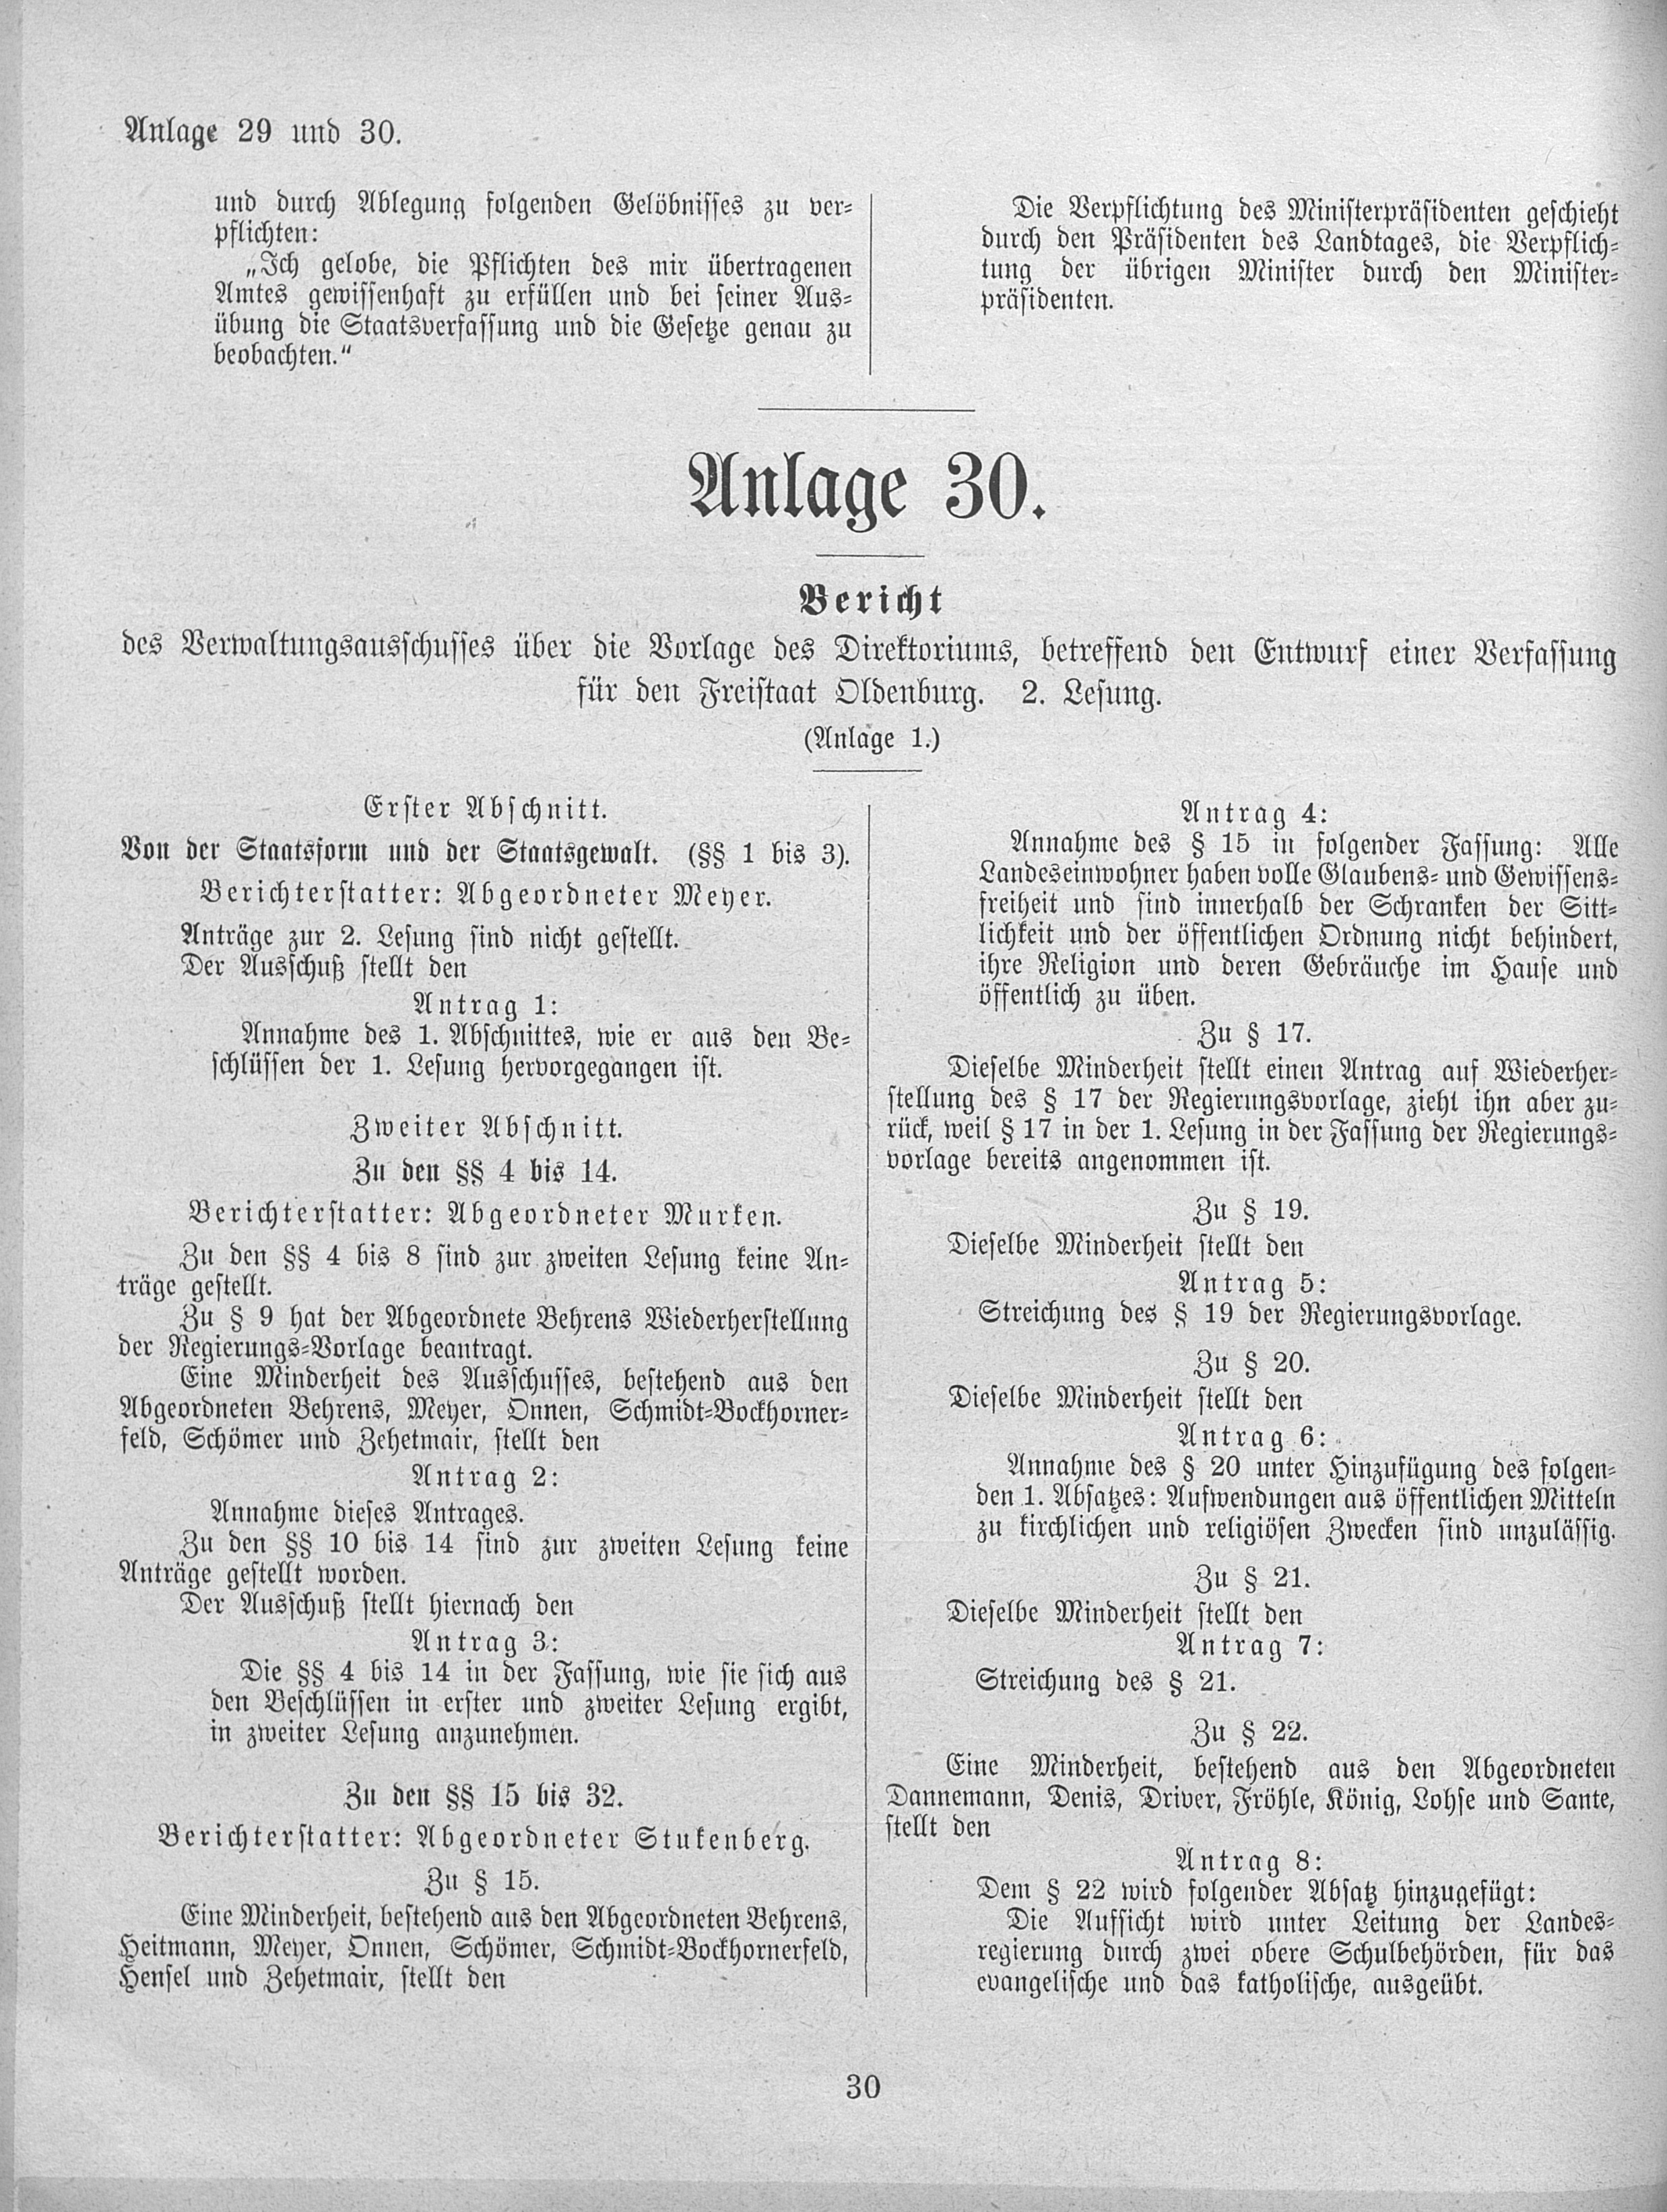 Anlage 29 und 30.
und durch Ablegung folgenden Gelöbnisses zu ver-
pflichten:
„Ich gelobe, die Pflichten des mir übertragenen
Amtes gewissenhaft zu erfüllen und bei seiner Aus-
übung die Staatsverfassung und die Gesetze genau zu
beobachten.“
Die Verpflichtung des Ministerpräsidenten geschieht
durch den Präsidenten des Landtages, die Verpflich-
tung der übrigen Minister durch den Minister-
präsidenten.
Anlage 30.
Bericht
des Verwaltungsausschusses über die Vorlage des Direktoriums, betreffend den Entwurf einer Verfassung
für den Freistaat Oldenburg. 2. Lesung.
(Anlage 1.)
Erster Abschnitt.
Von der Staatsform und der Staatsgewalt. (§§ 1 bis 3).
Berichterstatter: Abgeordneter Meyer.
Anträge zur 2. Lesung sind nicht gestellt.
Der Ausschuß stellt den
Antrag 1:
Annahme des 1. Abschnittes, wie er aus den Be-
schlüssen der 1. Lesung hervorgegangen ist.
Zweiter Abschnitt.
Zu den §§ 4 bis 14.
Berichterstatter: Abgeordneter Murken.
Zu den §§ 4 bis 8 sind zur zweiten Lesung keine An-
träge gestellt.
Zu § 9 hat der Abgeordnete Behrens Wiederherstellung
der Regierungs-Vorlage beantragt.
Eine Minderheit des Ausschusses, bestehend aus den
Abgeordneten Behrens, Meyer, Onnen, Schmidt-Bockhorner-
feld, Schömer und Zehetmair, stellt den
Antrag 2:
Annahme dieses Antrages.
Zu den §§ 10 bis 14 sind zur zweiten Lesung keine
Anträge gestellt worden.
Der Ausschuß stellt hiernach den
Antrag 3:
Die §§ 4 bis 14 in der Fassung, wie sie sich aus
den Beschlüssen in erster und zweiter Lesung ergibt,
in zweiter Lesung anzunehmen.
Zu den §§ 15 bis 32.
Berichterstatter: Abgeordneter Stukenberg.
Zu § 15.
Eine Minderheit, bestehend aus den Abgeordneten Behrens,
Heitmann, Meyer, Onnen, Schömer, Schmidt-Bockhornerfeld,
Hensel und Zehetmair, stellt den
Antrag 4:
Annahme des § 15 in folgender Fassung: Alle
Landeseinwohner haben volle Glaubens- und Gewissens-
freiheit und sind innerhalb der Schranken der Sitt-
lichkeit und der öffentlichen Ordnung nicht behindert,
ihre Religion und deren Gebräuche im Hause und
öffentlich zu üben.
Zu § 17.
Dieselbe Minderheit stellt einen Antrag auf Wiederher-
stellung des § 17 der Regierungsvorlage, zieht ihn aber zu-
rück, weil § 17 in der 1. Lesung in der Fassung der Regierungs-
vorlage bereits angenommen ist.
Zu § 19.
Dieselbe Minderheit stellt den
Antrag 5:
Streichung des § 19 der Regierungsvorlage.
Zu § 20.
Dieselbe Minderheit stellt den
Antrag 6:
Annahme des § 20 unter Hinzufügung des folgen-
den 1. Absatzes: Aufwendungen aus öffentlichen Mitteln
zu kirchlichen und religiösen Zwecken sind unzulässig.
Zu § 21.
Dieselbe Minderheit stellt den
Antrag 7:
Streichung des § 21.
Zu § 22.
Eine Minderheit, bestehend aus den Abgeordneten
Dannemann, Denis, Driver, Fröhle, König, Lohse und Sante,
stellt den
Antrag 8:
Dem § 22 wird folgender Absatz hinzugefügt:
Die Aufsicht wird unter Leitung der Landes-
regierung durch zwei obere Schulbehörden, für das
evangelische und das katholische, ausgeübt.
30